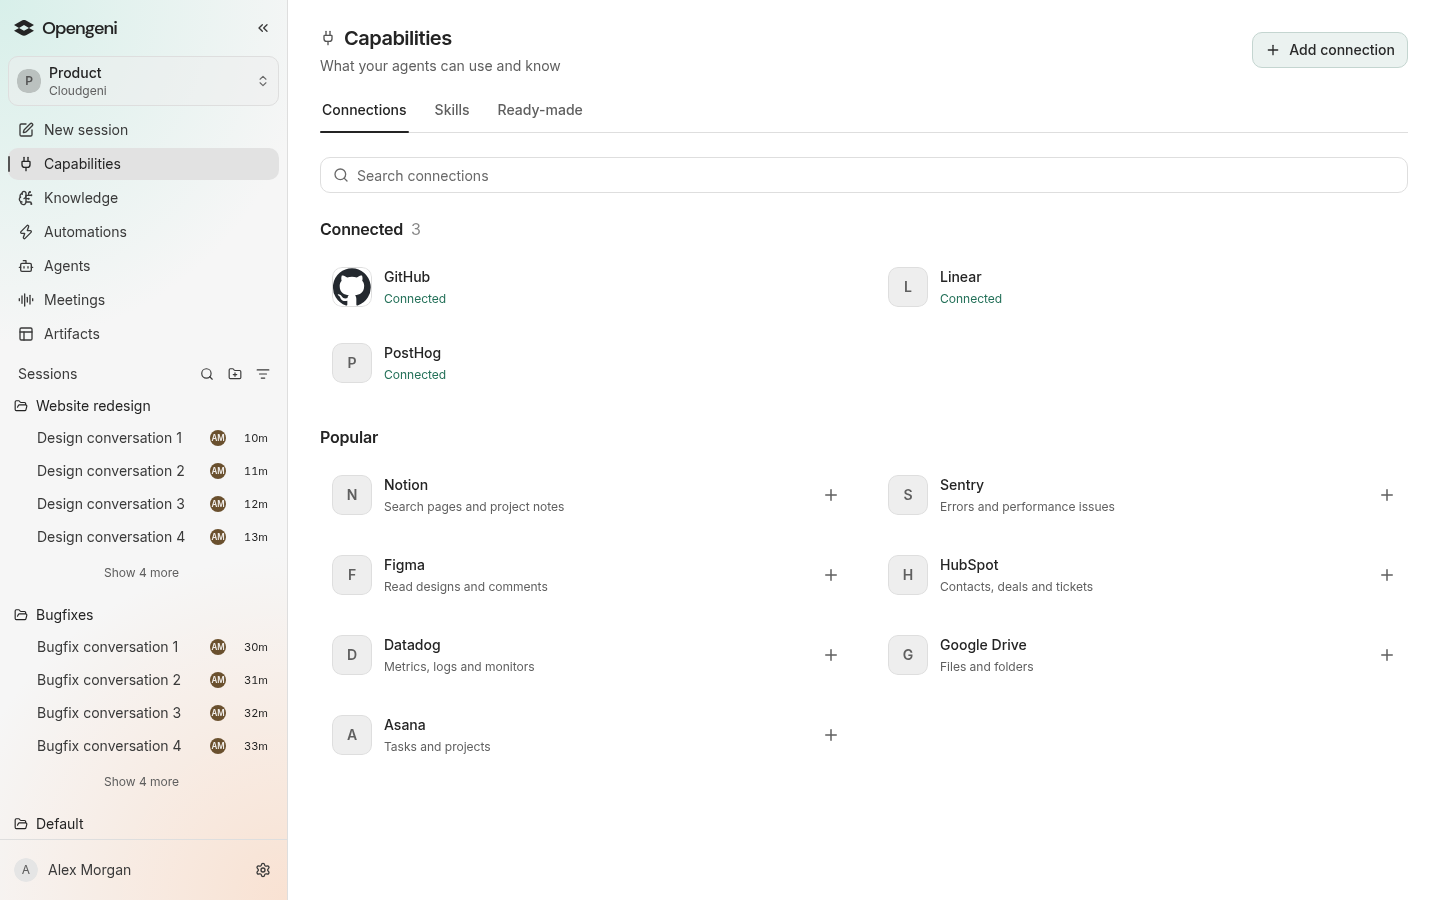 Opengeni
P
Product
Cloudgeni
New session
Capabilities
Knowledge
Automations
Agents
Meetings
Artifacts
Sessions
Website redesign
Design conversation 1 AM 10m
Design conversation 2 AM 11m
Design conversation 3 AM 12m
Design conversation 4 AM 13m
Show 4 more
Bugfixes
Bugfix conversation 1 AM 30m
Bugfix conversation 2 AM 31m
Bugfix conversation 3 AM 32m
Bugfix conversation 4 AM 33m
Show 4 more
Default
A Alex Morgan
Capabilities
What your agents can use and know
Add connection
Connections Skills Ready-made
Search connections
Connected 3
GitHub
Connected
L
Linear
Connected
P
PostHog
Connected
Popular
N
Notion
Search pages and project notes
S
Sentry
Errors and performance issues
F
Figma
Read designs and comments
H
HubSpot
Contacts, deals and tickets
D
Datadog
Metrics, logs and monitors
G
Google Drive
Files and folders
A
Asana
Tasks and projects